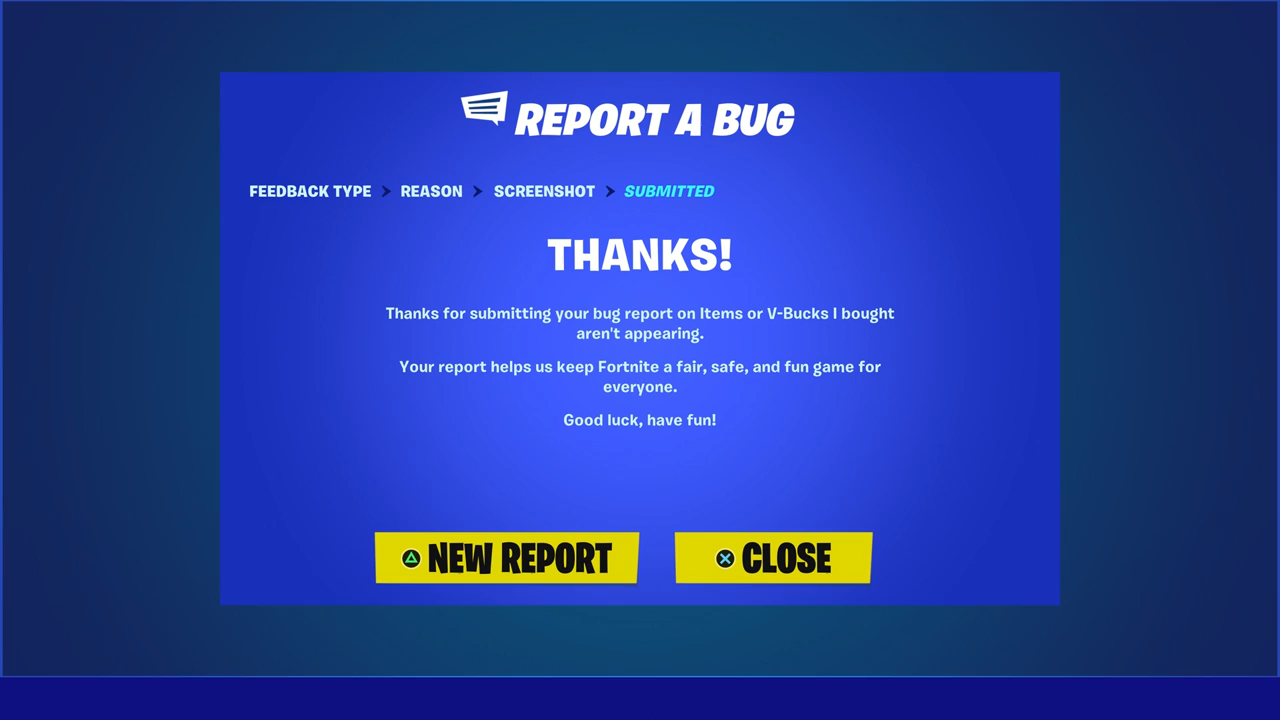 REPORT A BUG
FEEDBACK TYPE > REASON > SCREENSHOT > SUBMITTED
THANKS!
Thanks for submitting your bug report on Items or V-Bucks I bought
aren't appearing.
Your report helps us keep Fortnite a fair, safe, and fun game for
everyone.
Good luck, have fun!
NEW REPORT
CLOSE